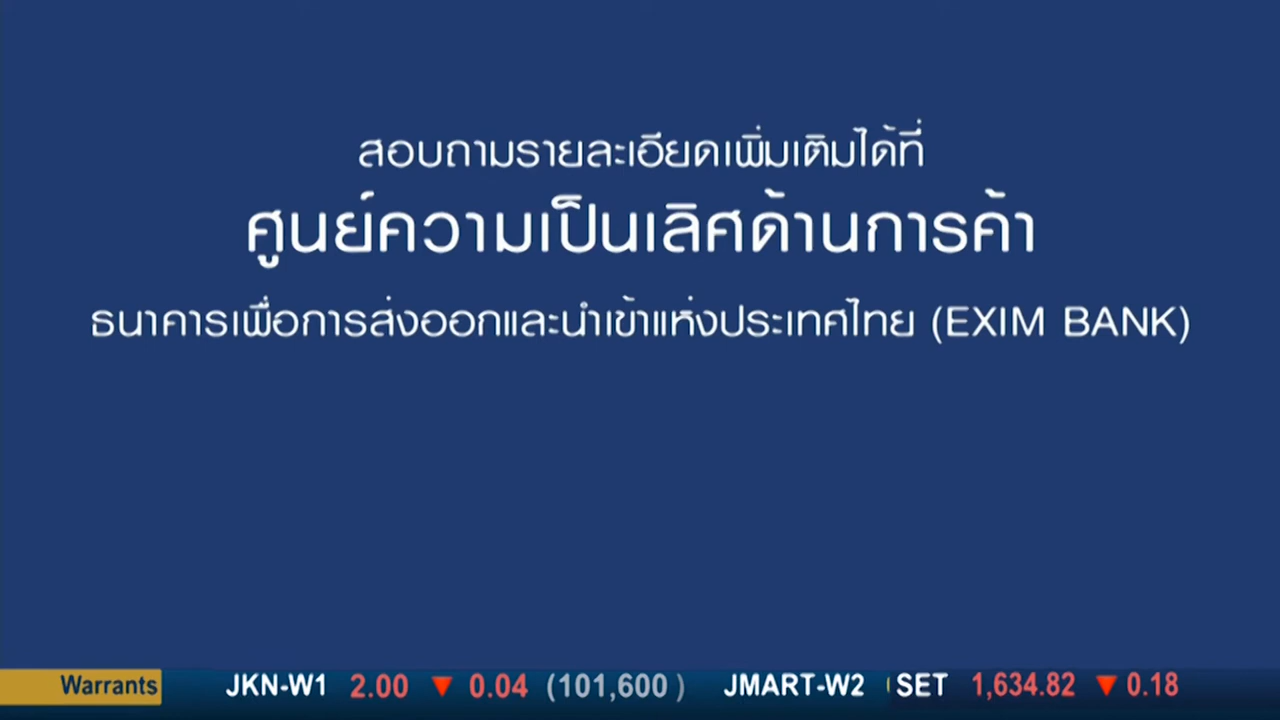 สอบถามรายละเอียดเพิ่มเติมได้ที่
ศูนย์ความเป็นเลิศด้านการค้า
ธนาคารเพื่อการส่งออกและนำเข้าแห่งประเทศไทย (EXIM BANK)
Warrants JKN-W1 2.00 ▼ 0.04 (101,600 ) JMART-W2 SET 1,634.82 ▼ 0.18